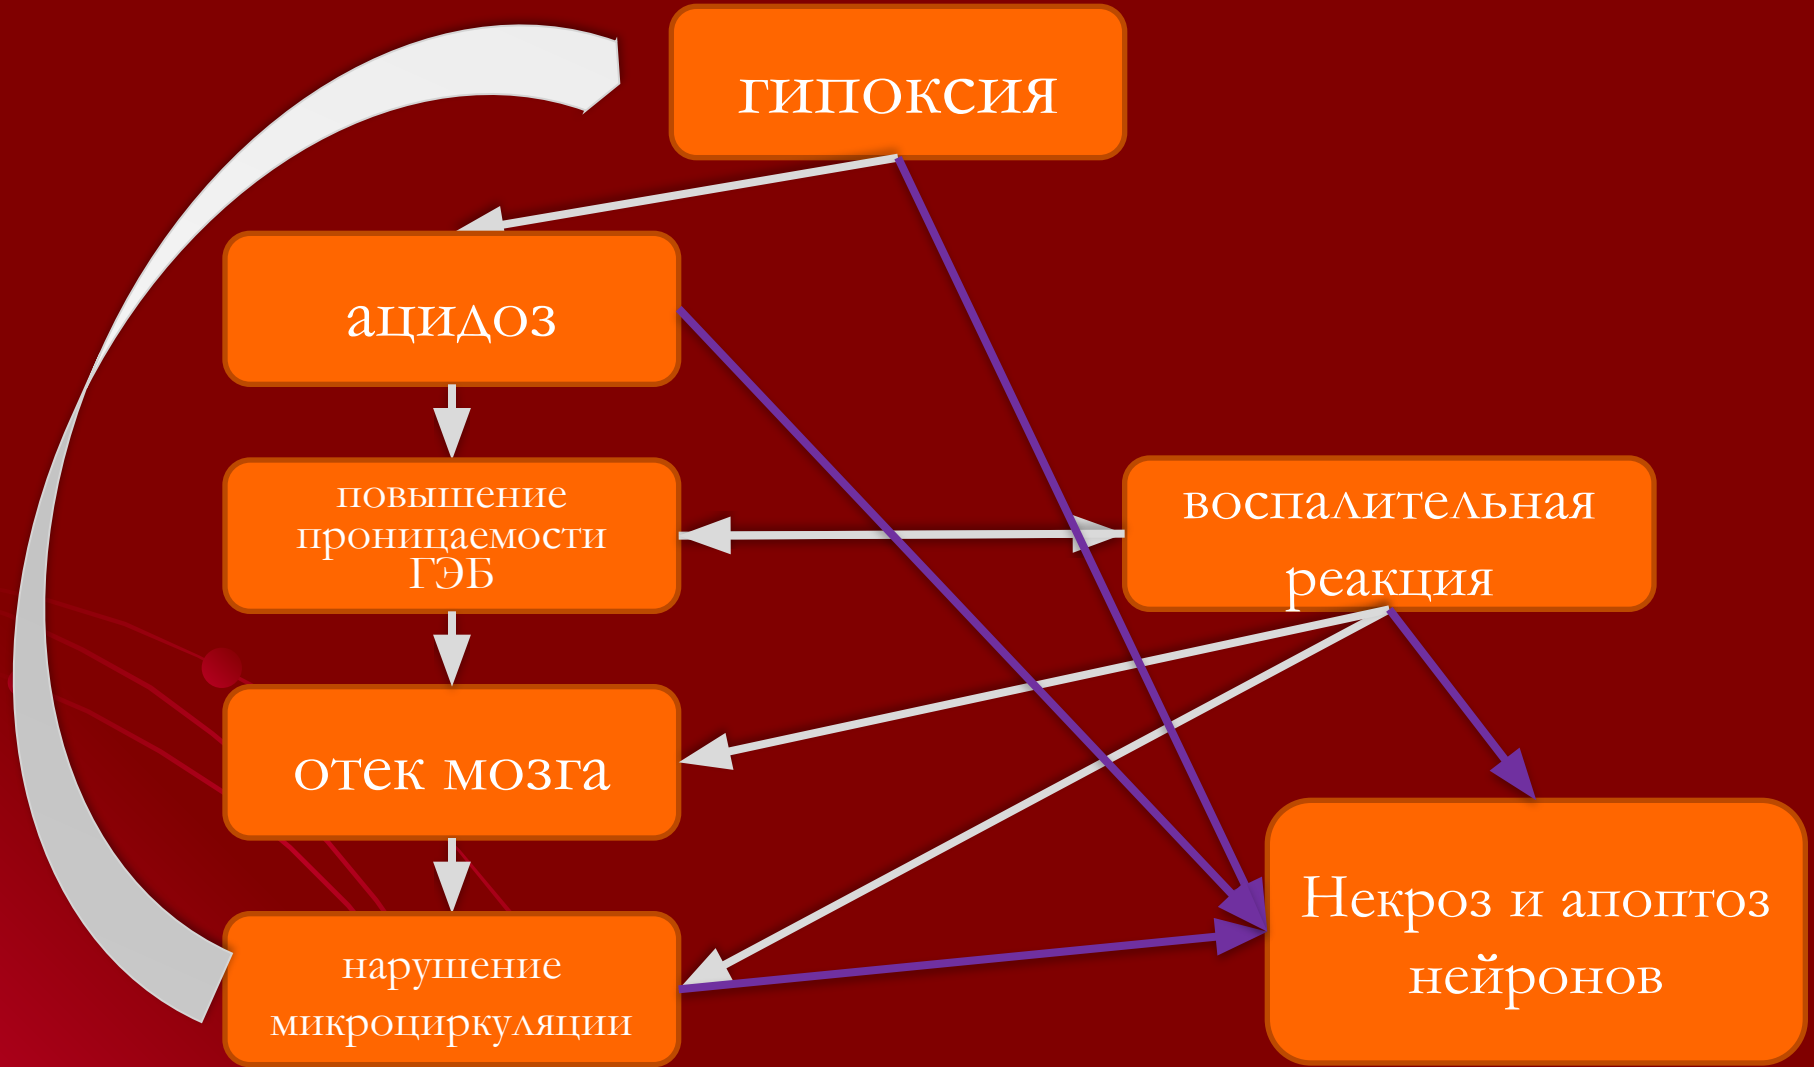 гипоксия
ацидоз
повышение
проницаемости
ГЭБ
воспалительная
реакция
отек мозга
Некроз и апоптоз
нейронов
нарушение
микроциркуляции